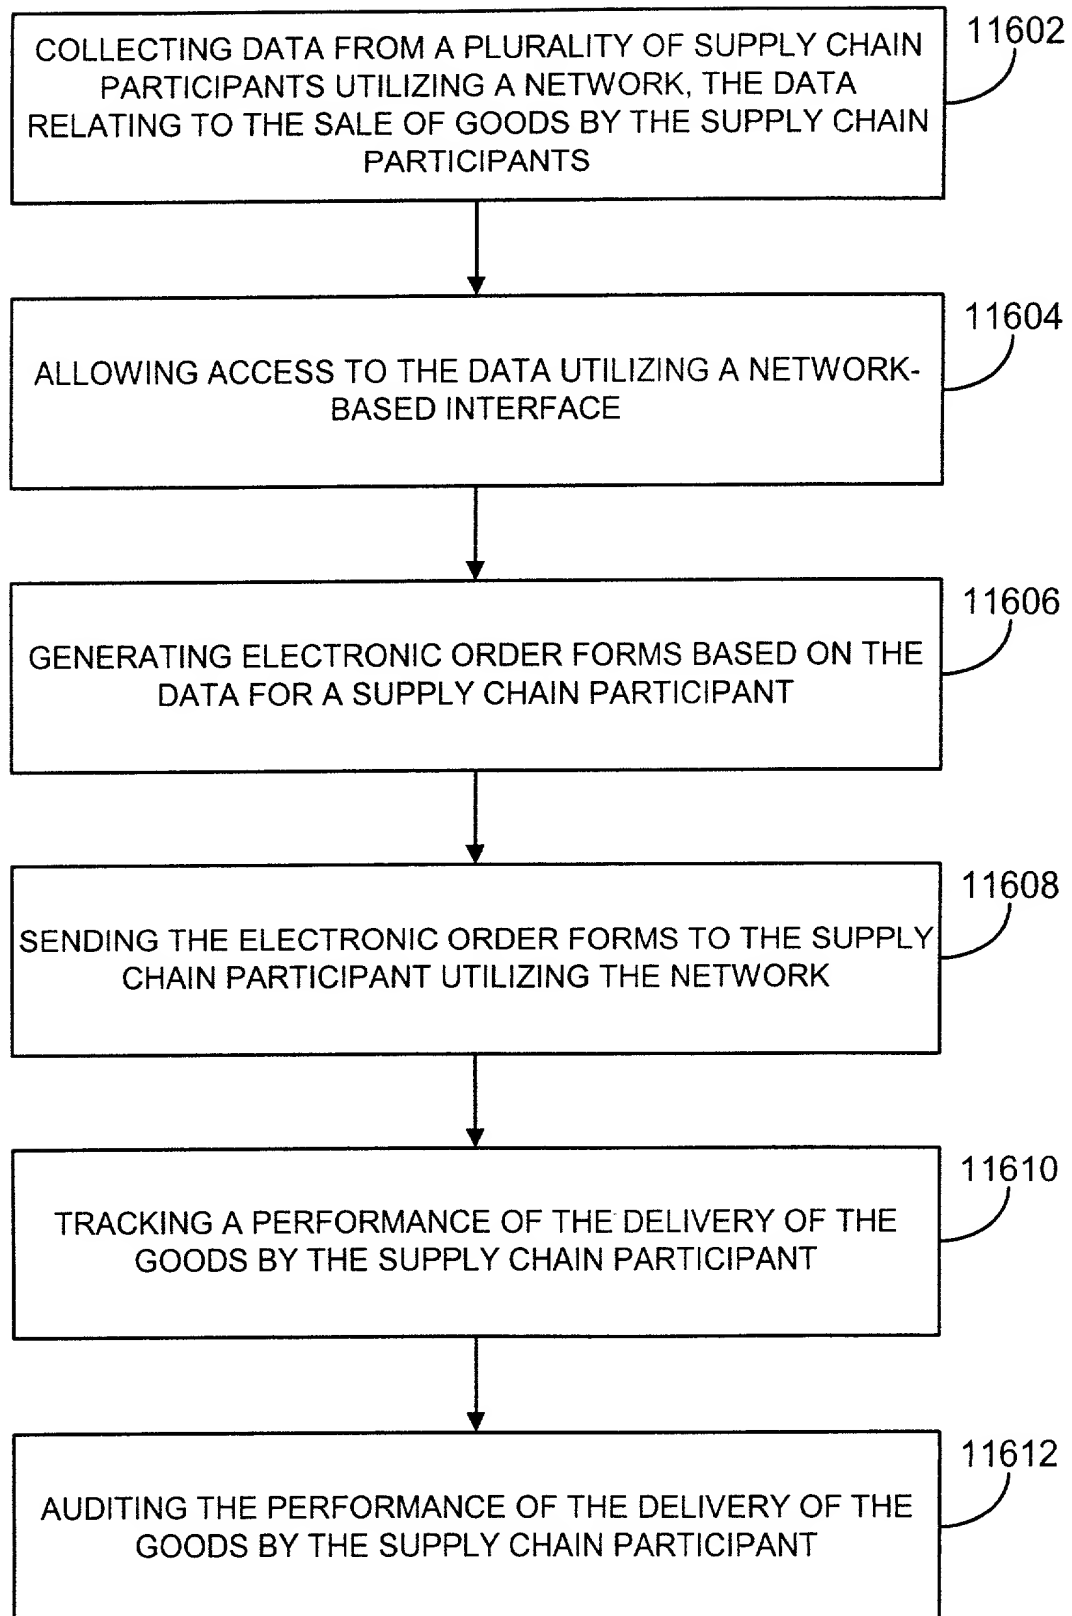 COLLECTING DATA FROM A PLURALITY OF SUPPLY CHAIN
PARTICIPANTS UTILIZING A NETWORK, THE DATA
RELATING TO THE SALE OF GOODS BY THE SUPPLY CHAIN
PARTICIPANTS
11602
ALLOWING ACCESS TO THE DATA UTILIZING A NETWORK-
BASED INTERFACE
11604
GENERATING ELECTRONIC ORDER FORMS BASED ON THE
DATA FOR A SUPPLY CHAIN PARTICIPANT
11606
SENDING THE ELECTRONIC ORDER FORMS TO THE SUPPLY
CHAIN PARTICIPANT UTILIZING THE NETWORK
11608
TRACKING A PERFORMANCE OF THE DELIVERY OF THE
GOODS BY THE SUPPLY CHAIN PARTICIPANT
11610
AUDITING THE PERFORMANCE OF THE DELIVERY OF THE
GOODS BY THE SUPPLY CHAIN PARTICIPANT
11612